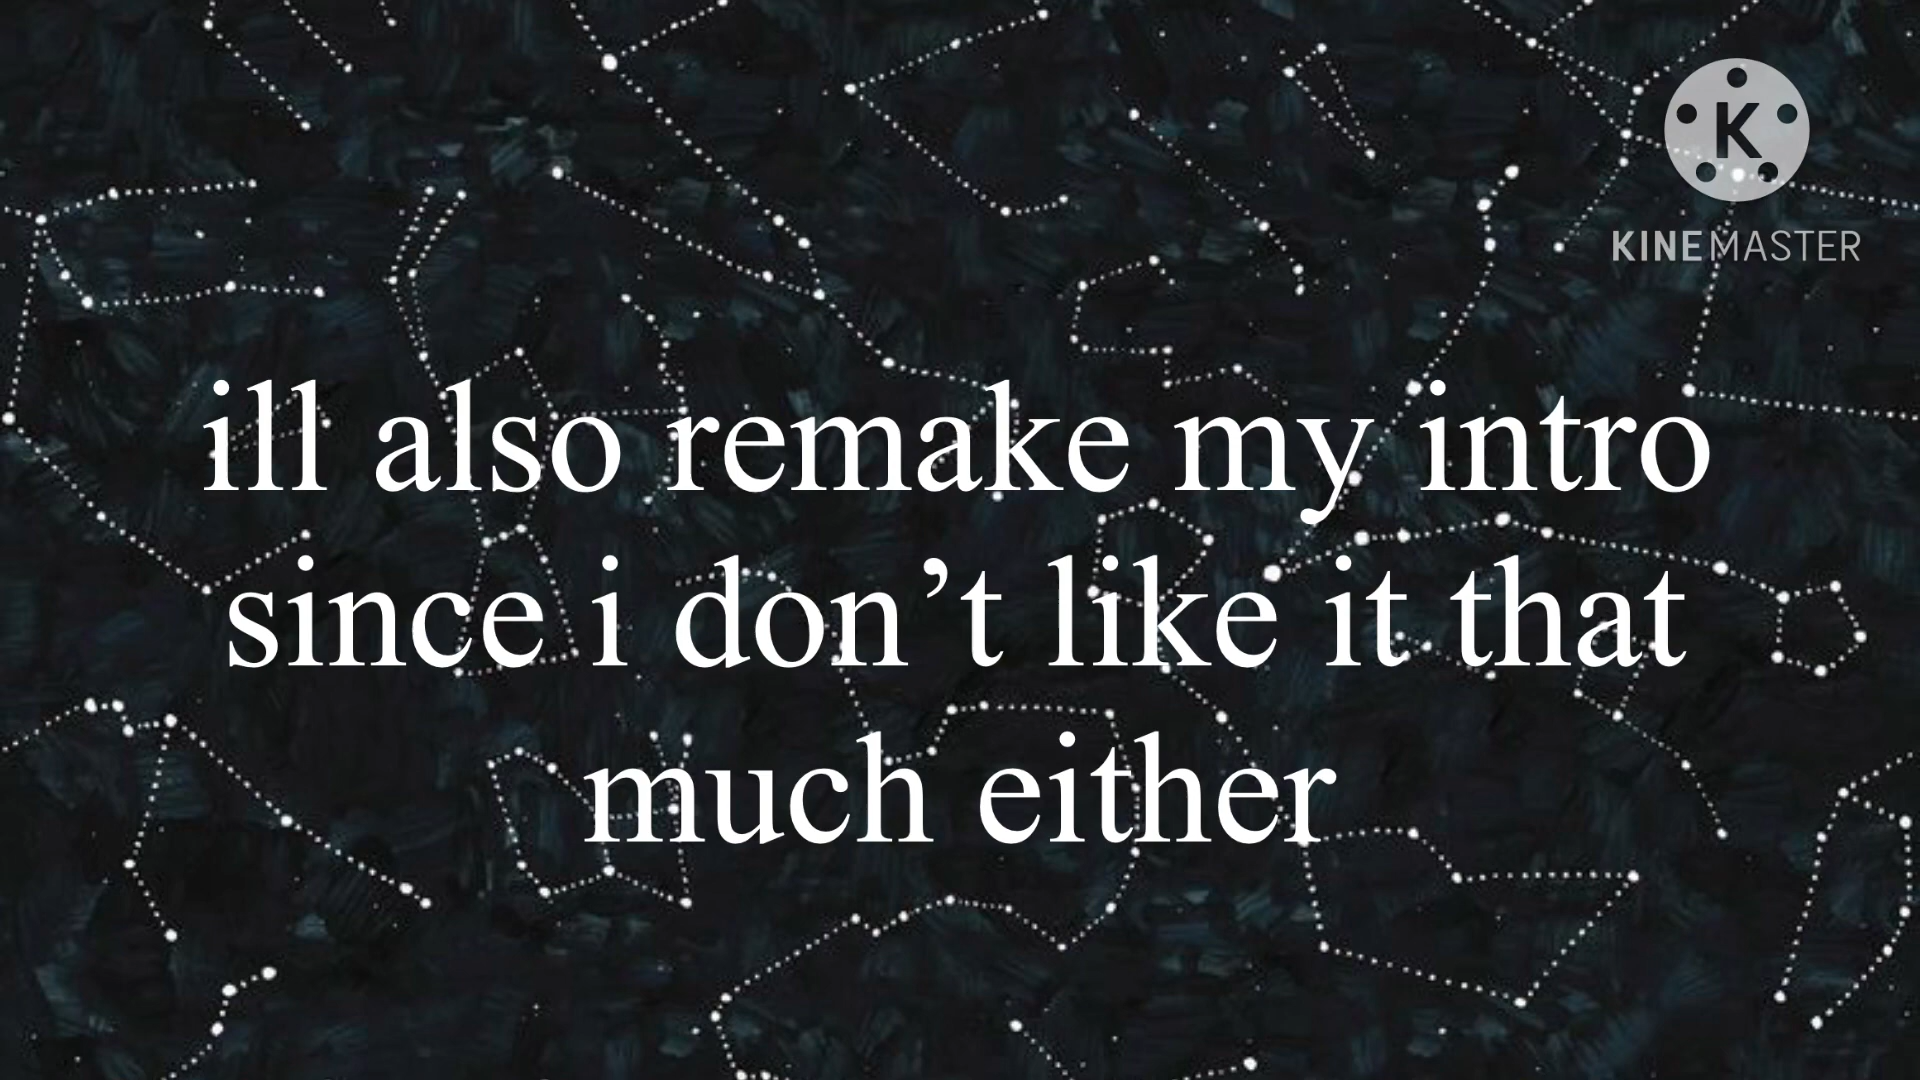 K
KINEMASTER
ill also remake my intro
since i don’t like it that
much either